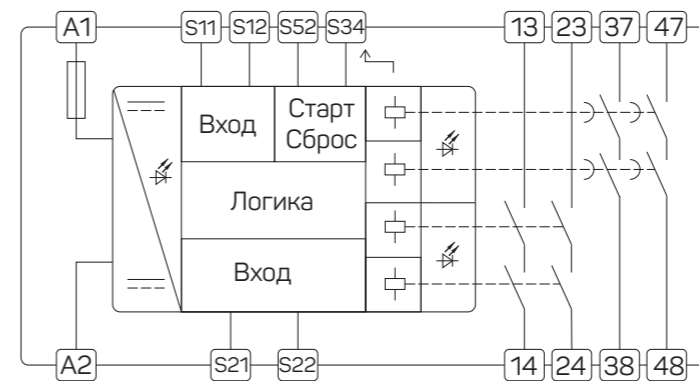 A1 S11 S12 S52 S34 13 23 37 47
Вход
Старт
Сброс
Логика
Вход
A2 S21 S22 14 24 38 48